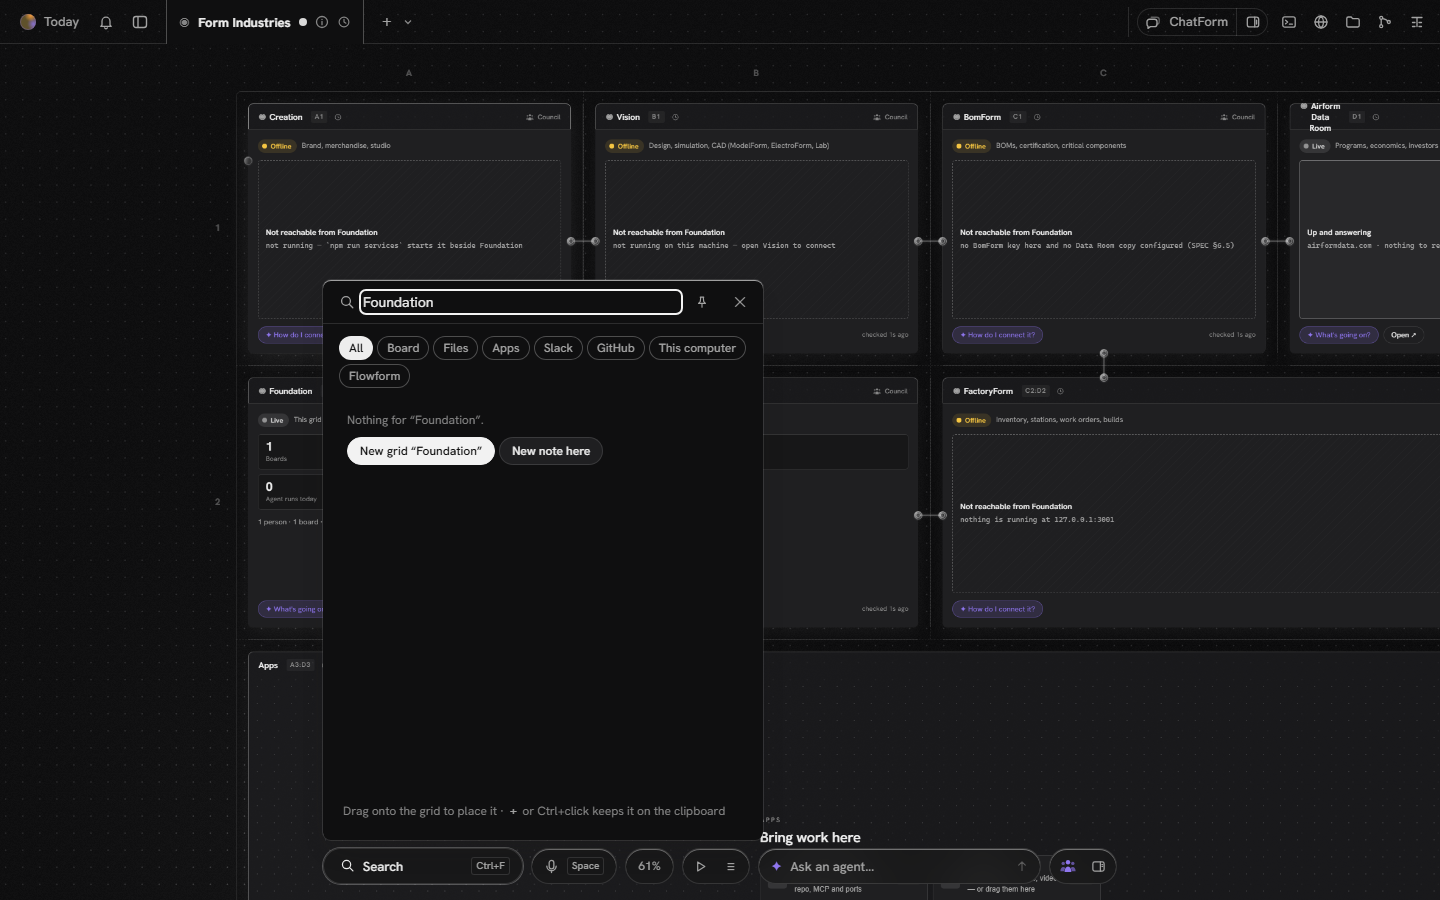 Today
Form Industries
ChatForm
A
B
C
1
2
Creation A1 Council
Offline Brand, merchandise, studio
Not reachable from Foundation
not running — `npm run services` starts it beside Foundation
Vision B1 Council
Offline Design, simulation, CAD (ModelForm, ElectroForm, Lab)
Not reachable from Foundation
not running on this machine — open Vision to connect
checked 1s ago
BomForm C1 Council
Offline BOMs, certification, critical components
Not reachable from Foundation
no BomForm key here and no Data Room copy configured (SPEC §6.5)
How do I connect it?
checked 1s ago
Airform Data Room D1
Live Programs, economics, investors
Up and answering
airformdata.com · nothing to re
What's going on?
Open ↗
How do I conne
Foundation
Foundation
All
Board
Files
Apps
Slack
GitHub
This computer
Flowform
Nothing for “Foundation”.
New grid “Foundation”
New note here
Drag onto the grid to place it · + or Ctrl+click keeps it on the clipboard
Live This grid
1
Boards
0
Agent runs today
1 person · 1 board ·
What's going on
Council
checked 1s ago
FactoryForm C2:D2
Offline Inventory, stations, work orders, builds
Not reachable from Foundation
nothing is running at 127.0.0.1:3001
How do I connect it?
Apps A3:D3
APPS
Bring work here
repo, MCP and ports
— or drag them here
Search Ctrl+F
Space
61%
Ask an agent...